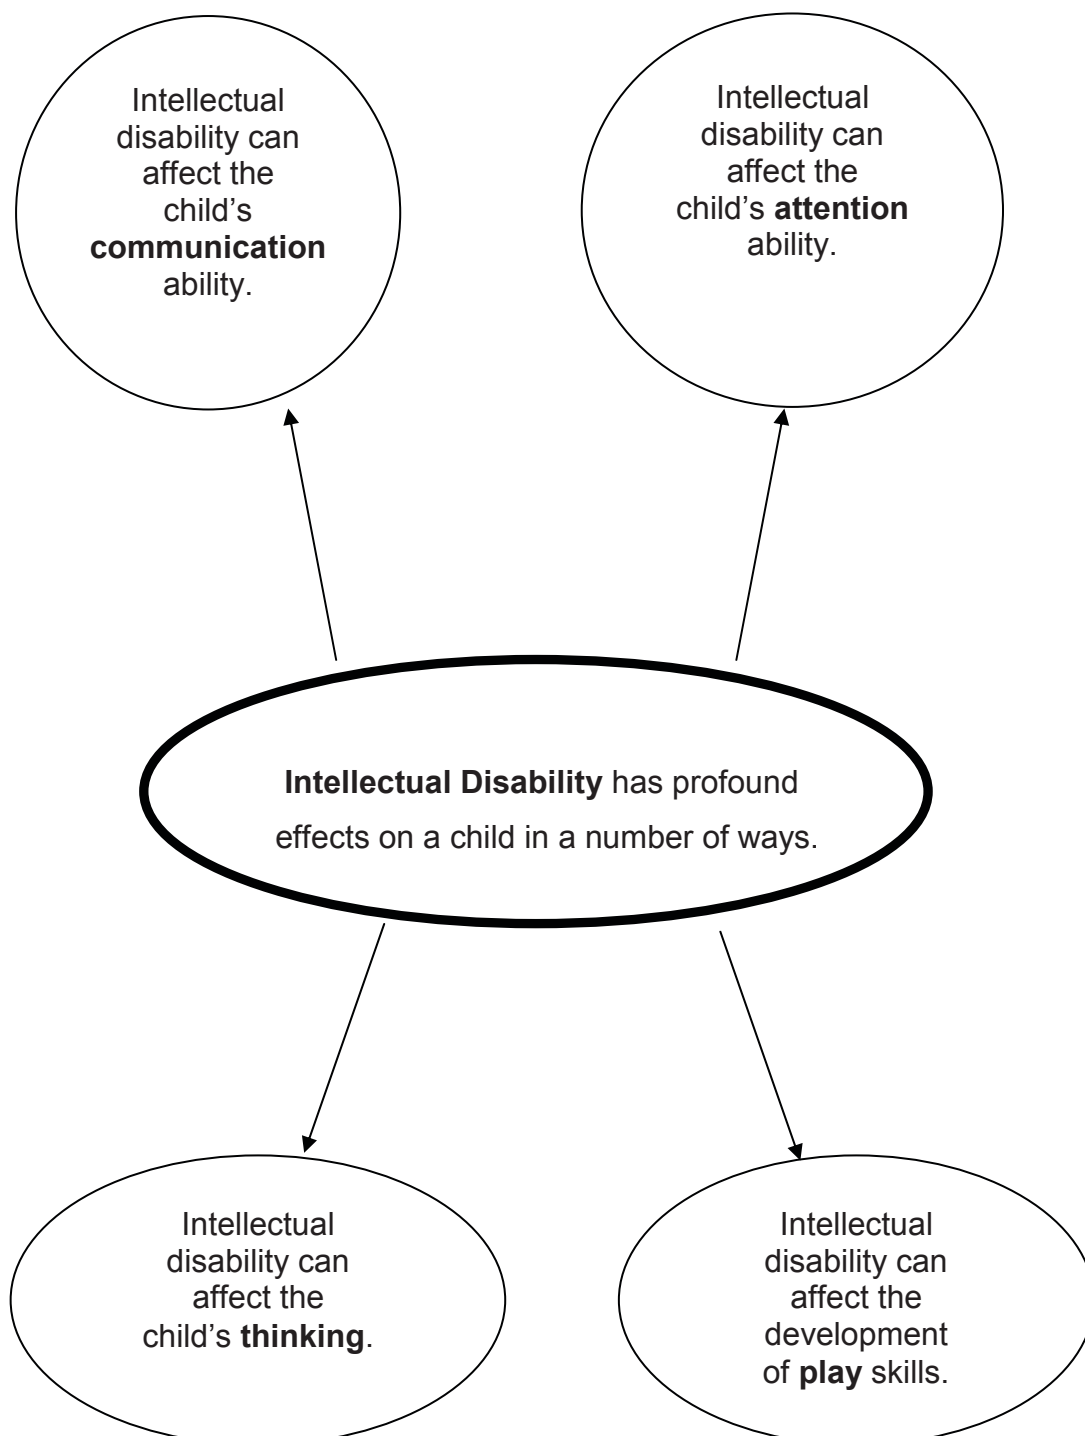 Intellectual
disability can
affect the
child’s
communication
ability.
Intellectual
disability can
affect the
child’s attention
ability.
Intellectual Disability has profound
effects on a child in a number of ways.
Intellectual
disability can
affect the
child’s thinking.
Intellectual
disability can
affect the
development
of play skills.